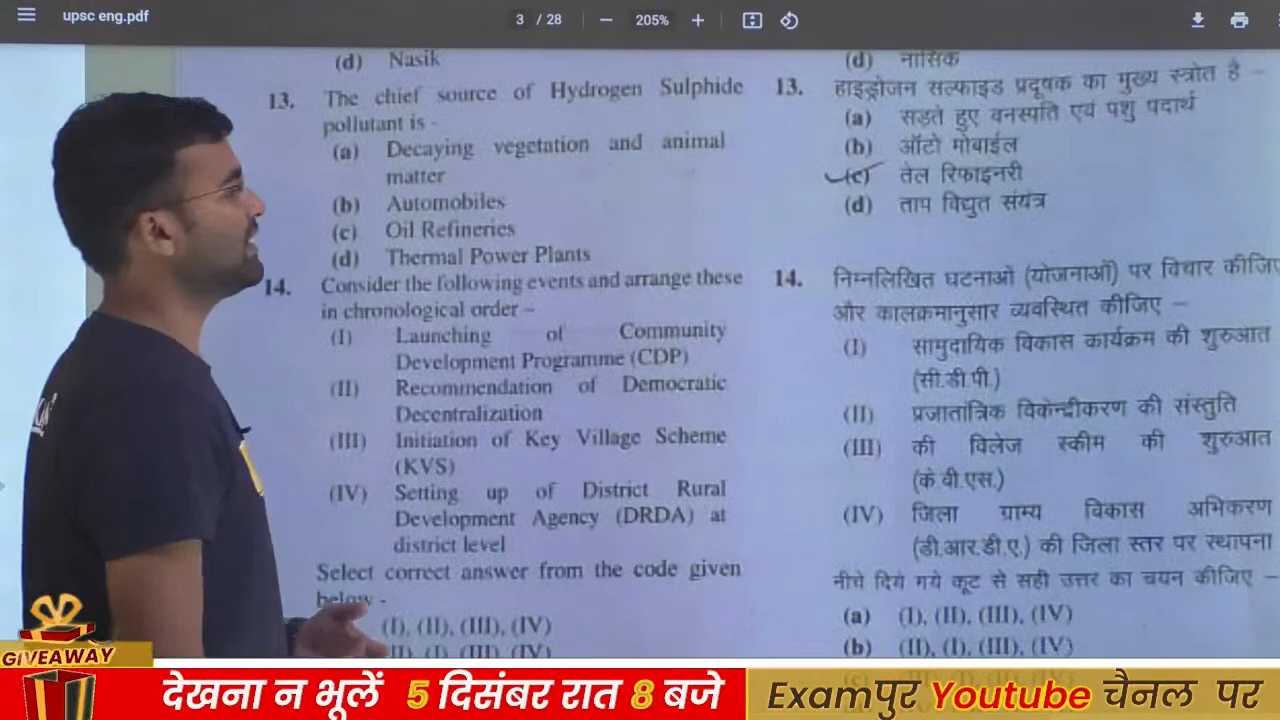 upsc eng.pdf
3 / 28
205%
(d) Nasik
13. The chief source of Hydrogen Sulphide
pollutant is -
(a) Decaying vegetation and animal
matter
(b) Automobiles
(c) Oil Refineries
(d) Thermal Power Plants
14. Consider the following events and arrange these
in chronological order –
(I) Launching of Community
Development Programme (CDP)
(II) Recommendation of Democratic
Decentralization
(III) Initiation of Key Village Scheme
(KVS)
(IV) Setting up of District Rural
Development Agency (DRDA) at
district level
Select correct answer from the code given
below -
(I), (II), (III), (IV)
(II), (I), (III), (IV)
(d) नासिक
13. हाइड्रोजन सल्फाइड प्रदूषक का मुख्य स्त्रोत है –
(a) सड़ते हुए वनस्पति एवं पशु पदार्थ
(b) ऑटो मोबाईल
(c) तेल रिफाइनरी
(d) ताप विद्युत संयंत्र
14. निम्नलिखित घटनाओं (योजनाओं) पर विचार कीजिए
और कालक्रमानुसार व्यवस्थित कीजिए –
(I) सामुदायिक विकास कार्यक्रम की शुरुआत
(सी.डी.पी.)
(II) प्रजातांत्रिक विकेन्द्रीकरण की संस्तुति
(III) की विलेज स्कीम की शुरुआत
(के.वी.एस.)
(IV) जिला ग्राम्य विकास अभिकरण
(डी.आर.डी.ए.) की जिला स्तर पर स्थापना
नीचे दिये गये कूट से सही उत्तर का चयन कीजिए –
(a) (I), (II), (III), (IV)
(b) (II), (I), (III), (IV)
GIVEAWAY
देखना न भूलें 5 दिसंबर रात 8 बजे
Examपुर Youtube चैनल पर